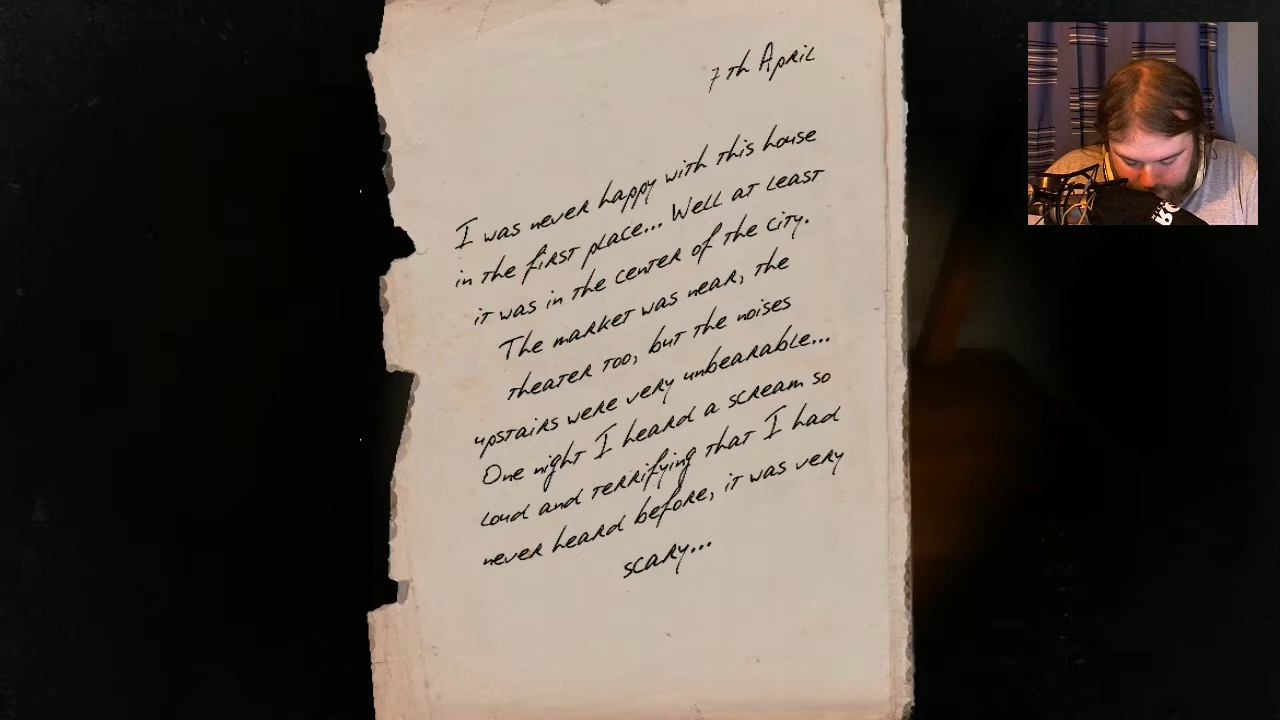 7th April
I was never happy with this house
in the first place... Well at least
it was in the center of the city.
The market was near, the
theater too, but the noises
upstairs were very unbearable...
One night I heard a scream so
loud and terrifying that I had
never heard before, it was very
scary...